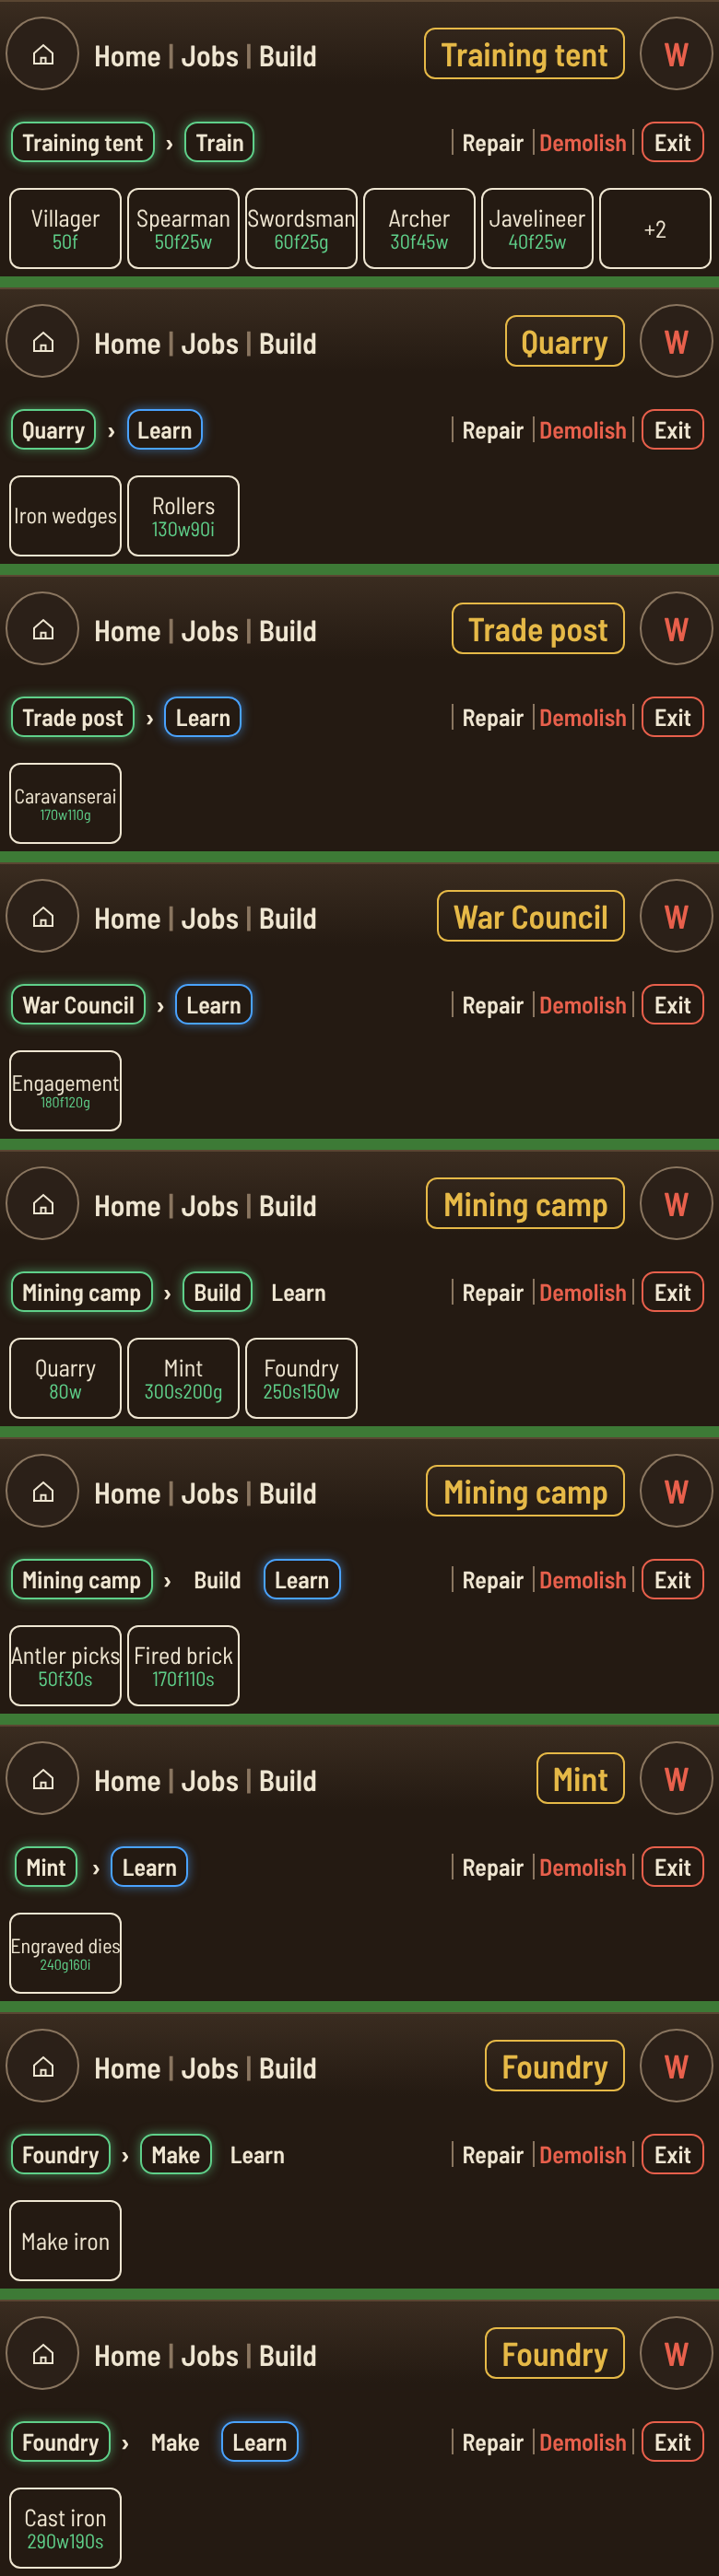 Home | Jobs | Build Training tent W
Training tent › Train | Repair | Demolish | Exit
Villager Spearman Swordsman Archer Javelineer +2
50f 50f25w 60f25g 30f45w 40f25w
Home | Jobs | Build Quarry W
Quarry › Learn | Repair | Demolish | Exit
Iron wedges Rollers
130w90i
Home | Jobs | Build Trade post W
Trade post › Learn | Repair | Demolish | Exit
Caravanserai
170w110g
Home | Jobs | Build War Council W
War Council › Learn | Repair | Demolish | Exit
Engagement
180f120g
Home | Jobs | Build Mining camp W
Mining camp › Build Learn | Repair | Demolish | Exit
Quarry Mint Foundry
80w 300s200g 250s150w
Home | Jobs | Build Mining camp W
Mining camp › Build Learn | Repair | Demolish | Exit
Antler picks Fired brick
50f30s 170f110s
Home | Jobs | Build Mint W
Mint › Learn | Repair | Demolish | Exit
Engraved dies
240g160i
Home | Jobs | Build Foundry W
Foundry › Make Learn | Repair | Demolish | Exit
Make iron
Home | Jobs | Build Foundry W
Foundry › Make Learn | Repair | Demolish | Exit
Cast iron
290w190s